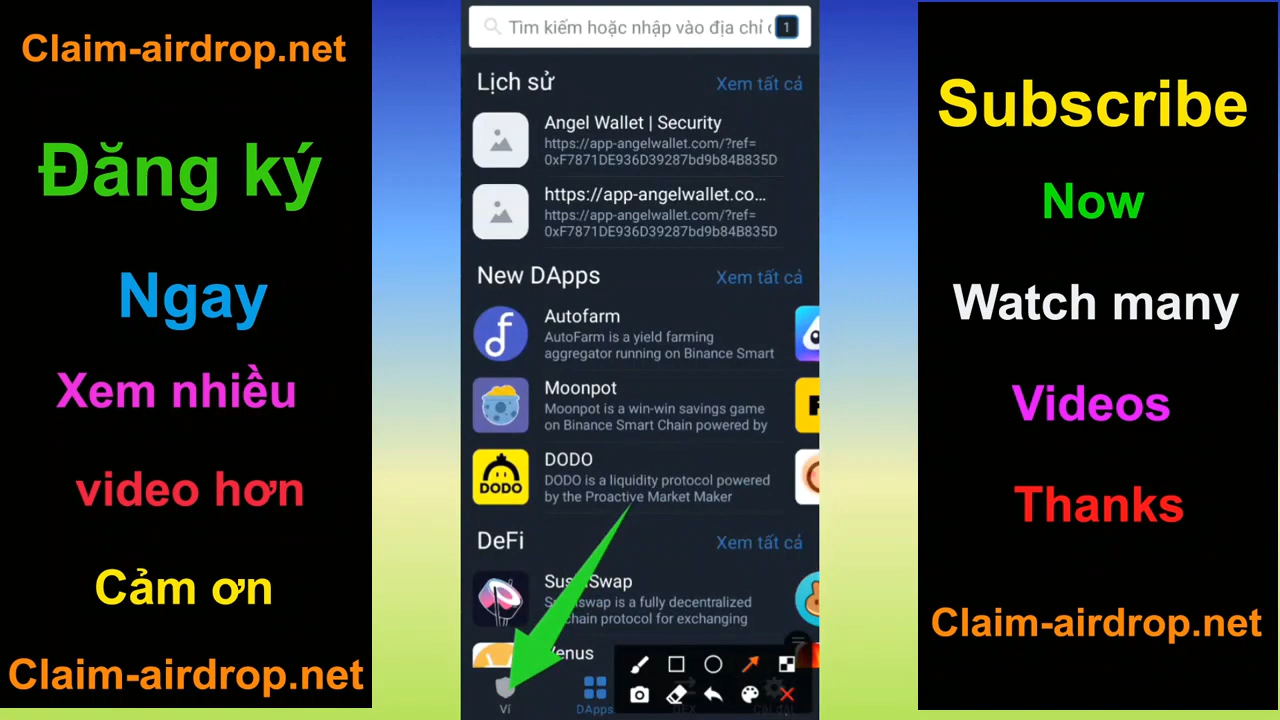 Claim-airdrop.net
Đăng ký
Ngay
Xem nhiều
video hơn
Cảm ơn
Claim-airdrop.net
Tìm kiếm hoặc nhập vào địa chỉ
1
Lịch sử
Xem tất cả
Angel Wallet | Security
https://app-angelwallet.com/?ref=
0xF7871DE936D39287bd9b84B835D
https://app-angelwallet.co...
https://app-angelwallet.com/?ref=
0xF7871DE936D39287bd9b84B835D
New DApps
Xem tất cả
Autofarm
AutoFarm is a yield farming
aggregator running on Binance Smart
Moonpot
Moonpot is a win-win savings game
on Binance Smart Chain powered by
DODO
DODO
DODO is a liquidity protocol powered
by the Proactive Market Maker
DeFi
Xem tất cả
is a fully decentralized
protocol for exchanging
Ví
DApps
Subscribe
Now
Watch many
Videos
Thanks
Claim-airdrop.net